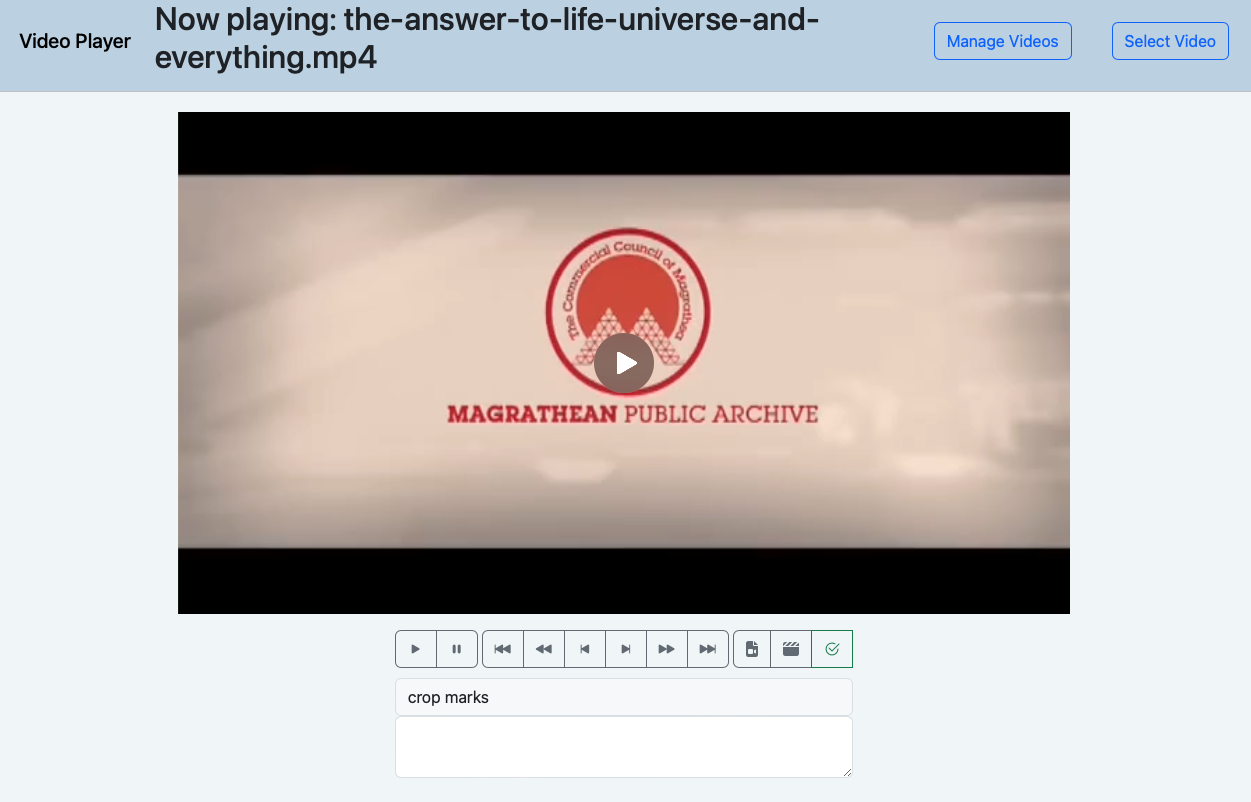 Video Player
Now playing: the-answer-to-life-universe-and-
everything.mp4
Manage Videos
Select Video
The Commercial Council of Magrathea
MAGRATHEAN PUBLIC ARCHIVE
crop marks